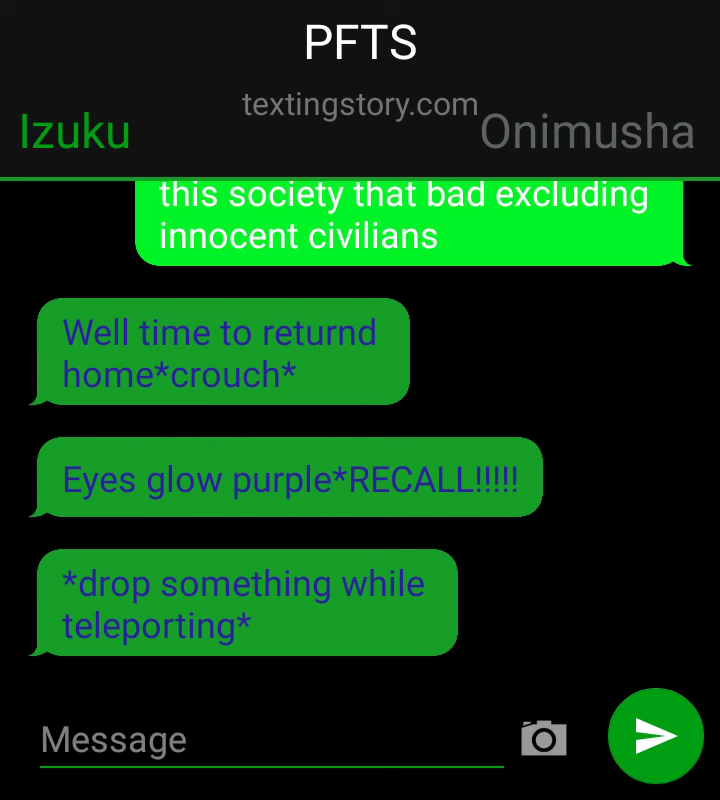 PFTS
textingstory.com
Izuku
Onimusha
this society that bad excluding
innocent civilians
Well time to returnd
home*crouch*
Eyes glow purple*RECALL!!!!!
*drop something while
teleporting*
Message